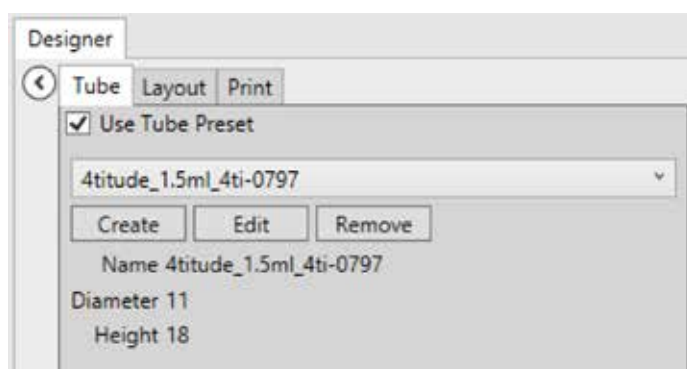 Designer
Tube Layout Print
Use Tube Preset
4titude_1.5ml_4ti-0797
Create Edit Remove
Name 4titude_1.5ml_4ti-0797
Diameter 11
Height 18